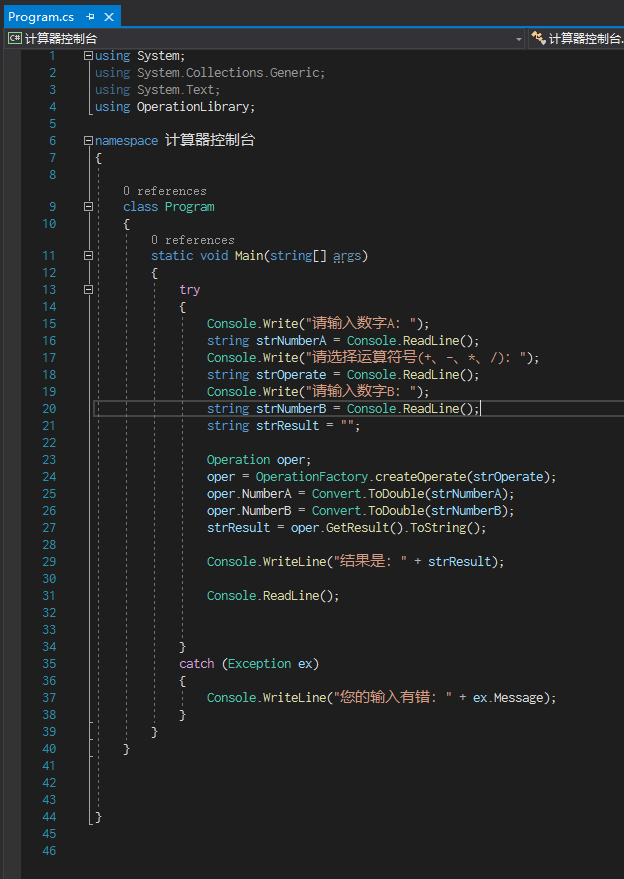 Program.cs
C# 计算器控制台 计算器控制台.
1 using System;
2 using System.Collections.Generic;
3 using System.Text;
4 using OperationLibrary;
5
6 namespace 计算器控制台
7 {
8
0 references
9 class Program
10 {
0 references
11 static void Main(string[] args)
12 {
13 try
14 {
15 Console.Write("请输入数字A: ");
16 string strNumberA = Console.ReadLine();
17 Console.Write("请选择运算符号(+、-、*、/): ");
18 string strOperate = Console.ReadLine();
19 Console.Write("请输入数字B: ");
20 string strNumberB = Console.ReadLine();
21 string strResult = "";
22
23 Operation oper;
24 oper = OperationFactory.createOperate(strOperate);
25 oper.NumberA = Convert.ToDouble(strNumberA);
26 oper.NumberB = Convert.ToDouble(strNumberB);
27 strResult = oper.GetResult().ToString();
28
29 Console.WriteLine("结果是: " + strResult);
30
31 Console.ReadLine();
32
33
34 }
35 catch (Exception ex)
36 {
37 Console.WriteLine("您的输入有错: " + ex.Message);
38 }
39 }
40 }
41
42
43
44 }
45
46